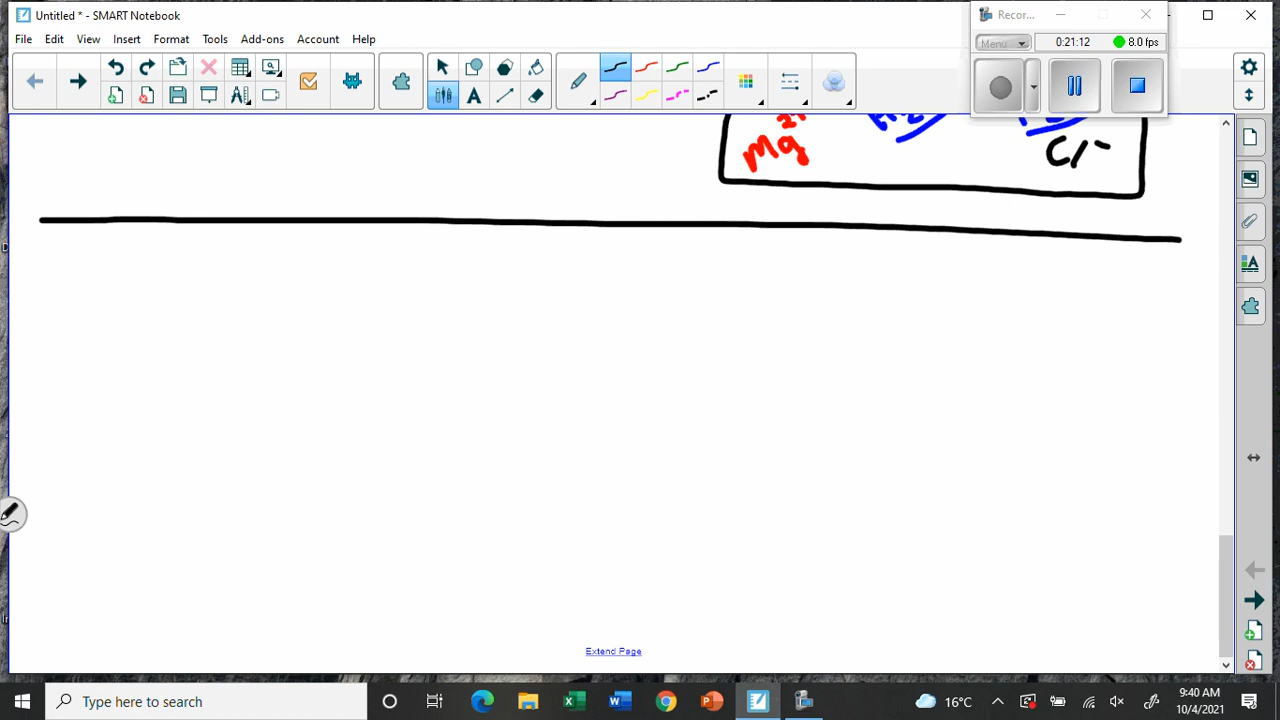 Untitled * - SMART Notebook
Recor...
File Edit View Insert Format Tools Add-ons Account Help
Menu
0:21:12
8.0 fps
Mg
Cl-
Extend Page
Type here to search
16°C
9:40 AM
10/4/2021